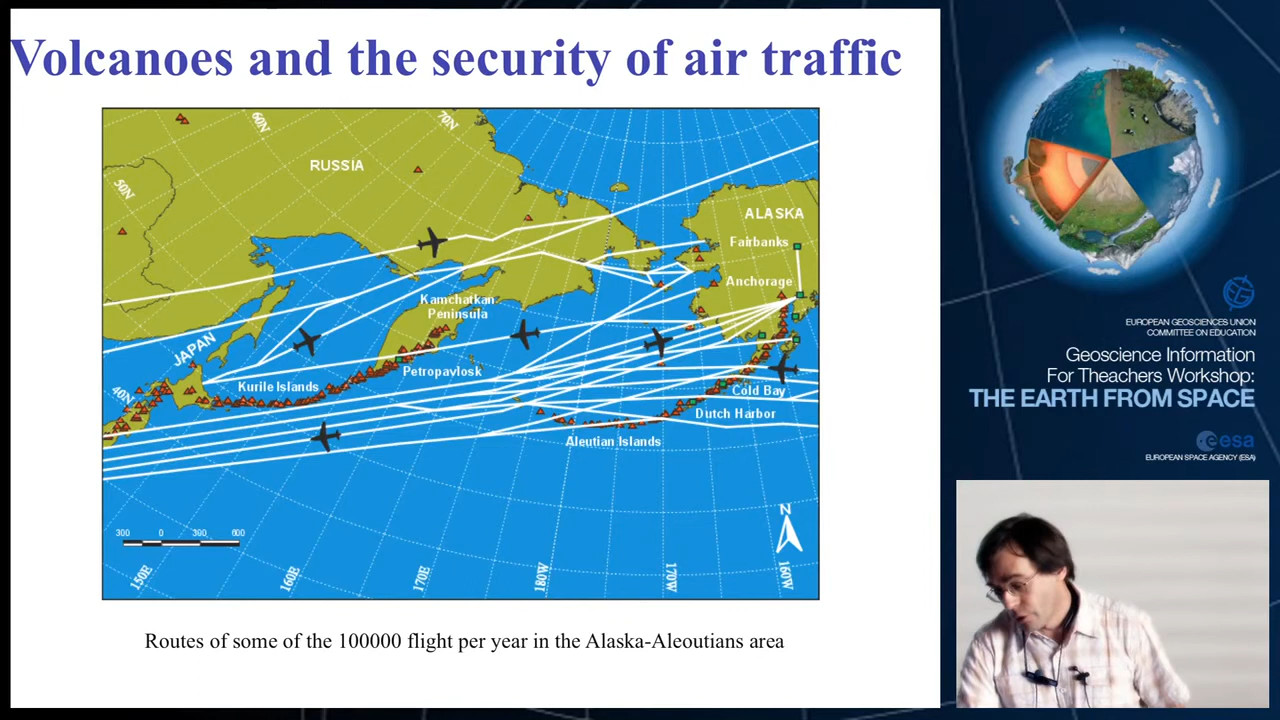 Volcanoes and the security of air traffic
60N
70N
RUSSIA
50N
ALASKA
Fairbanks
Anchorage
Kamchatkan
Peninsula
JAPAN
Petropavlosk
Kurile Islands
40N
Cold Bay
Dutch Harbor
Aleutian Islands
N
300 0 300 600
150E
160E
170E
180W
170W
160W
Routes of some of the 100000 flight per year in the Alaska-Aleoutians area
EUROPEAN GEOSCIENCES UNION
COMMITTEE ON EDUCATION
Geoscience Information
For Theachers Workshop:
THE EARTH FROM SPACE
esa
EUROPEAN SPACE AGENCY (ESA)